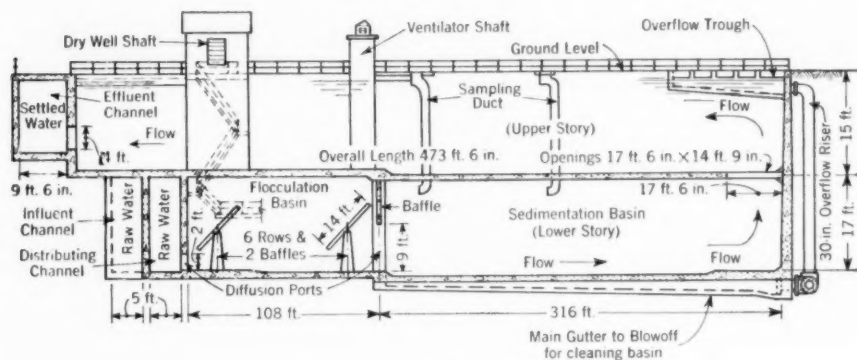 Dry Well Shaft
Ventilator Shaft
Overflow Trough
Ground Level
Effluent
Channel
Settled
Water
Flow
4 ft.
Sampling
Duct
(Upper Story)
Flow
15 ft.
9 ft. 6 in.
Overall Length 473 ft. 6 in.
Openings 17 ft. 6 in. × 14 ft. 9 in.
17 ft. 6 in.
30-in. Overflow Riser
Influent
Channel
Raw Water
Raw Water
Distributing
Channel
Flocculation
Basin
2 ft.
14 ft.
6 Rows &
2 Baffles
Baffle
9 ft.
Sedimentation Basin
(Lower Story)
Flow
Flow
17 ft.
Diffusion Ports
5 ft.
108 ft.
316 ft.
Main Gutter to Blowoff
for cleaning basin